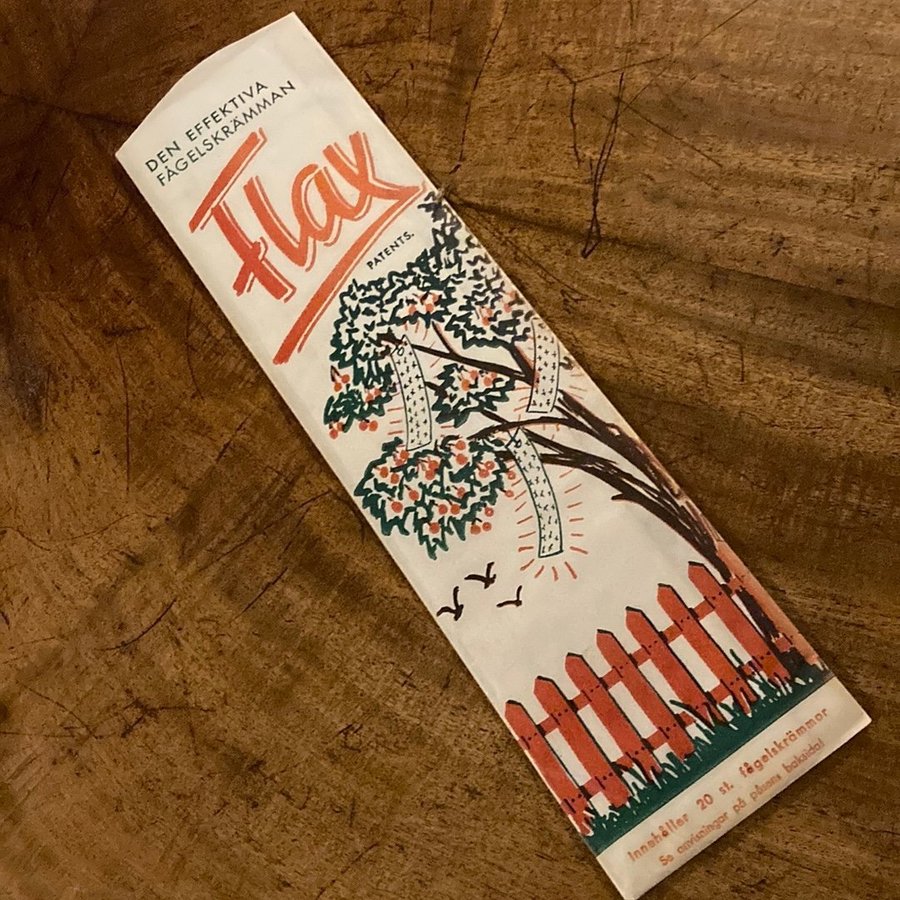 DEN EFFEKTIVA
FÅGELSKRÄMMAN
Flax
PATENTS.
Innehåller 20 st. fågelskrämmor
Se anvisningar på påsens baksida!